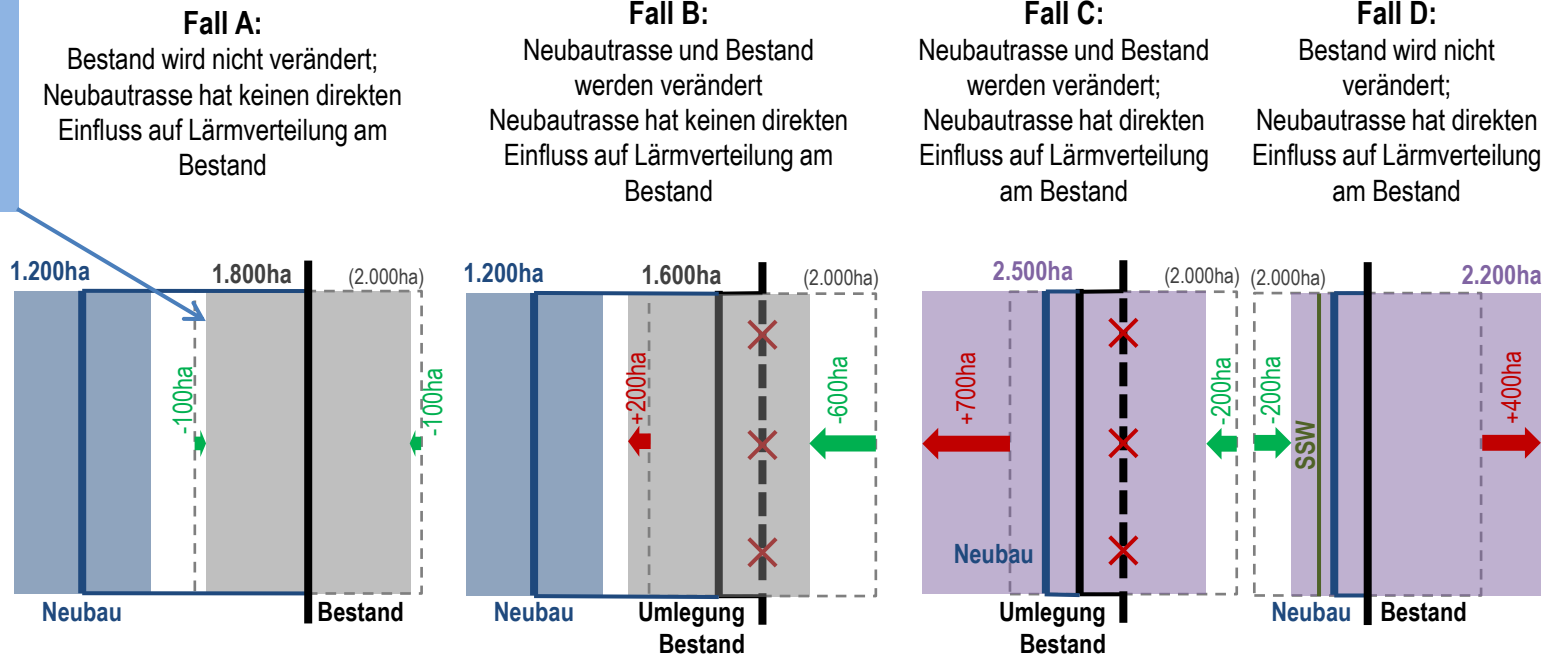 Fall A:
Bestand wird nicht verändert;
Neubautrasse hat keinen direkten
Einfluss auf Lärmverteilung am
Bestand
Fall B:
Neubautrasse und Bestand
werden verändert
Neubautrasse hat keinen direkten
Einfluss auf Lärmverteilung am
Bestand
Fall C:
Neubautrasse und Bestand
werden verändert;
Neubautrasse hat direkten
Einfluss auf Lärmverteilung
am Bestand
Fall D:
Bestand wird nicht
verändert;
Neubautrasse hat direkten
Einfluss auf Lärmverteilung
am Bestand
1.200ha
1.800ha
(2.000ha)
-100ha
-100ha
Neubau
Bestand
1.200ha
1.600ha
(2.000ha)
+200ha
-600ha
Neubau
Umlegung
Bestand
2.500ha
(2.000ha)
+700ha
-200ha
Neubau
Umlegung
Bestand
(2.000ha)
2.200ha
-200ha
SSW
+400ha
Neubau
Bestand